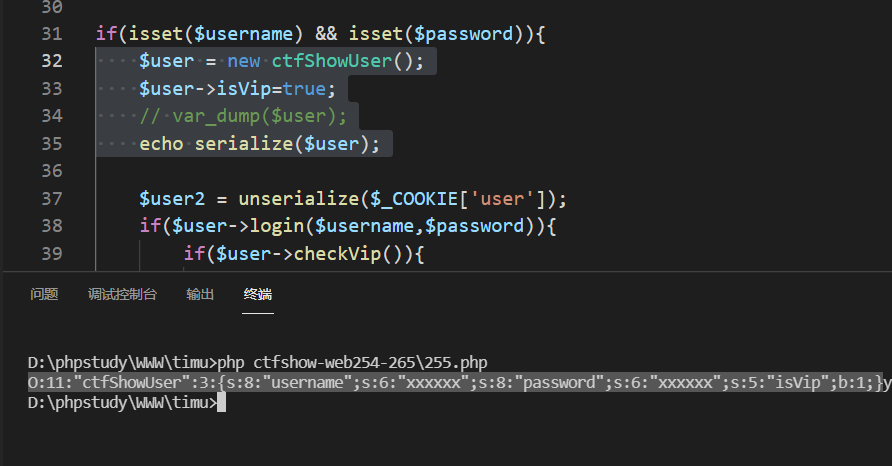 30
31 if(isset($username) && isset($password)){
32 $user = new ctfShowUser();
33 $user->isVip=true;
34 // var_dump($user);
35 echo serialize($user);
36
37 $user2 = unserialize($_COOKIE['user']);
38 if($user->login($username,$password)){
39 if($user->checkVip()){
问题 调试控制台 输出 终端
D:\phpstudy\WWW\timu>php ctfshow-web254-265\255.php
O:11:"ctfShowUser":3:{s:8:"username";s:6:"xxxxxx";s:8:"password";s:6:"xxxxxx";s:5:"isVip";b:1;}y
D:\phpstudy\WWW\timu>